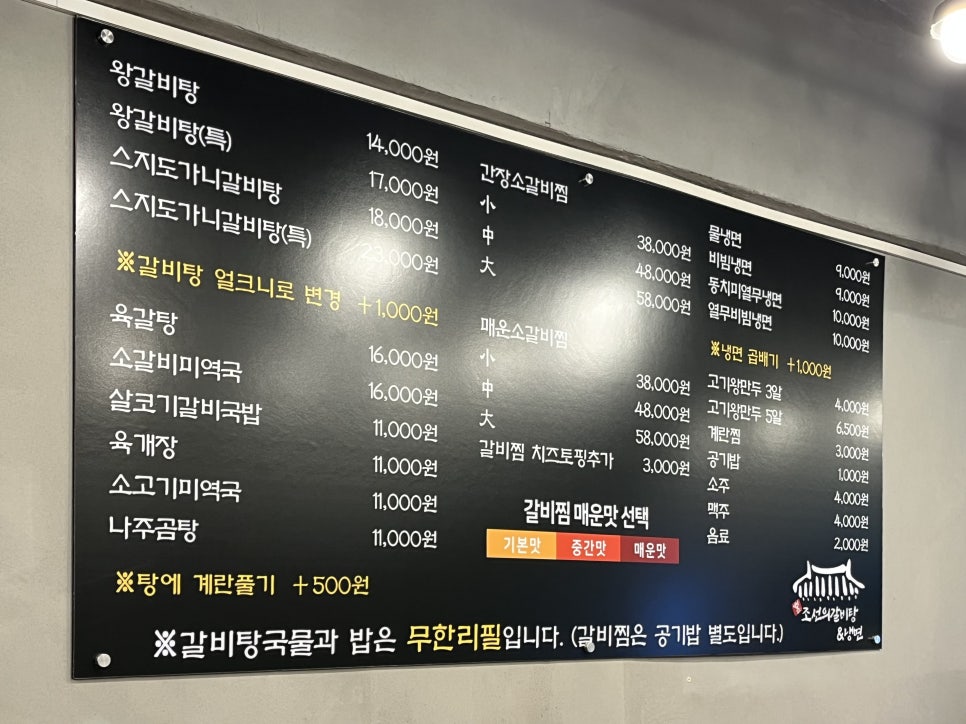 왕갈비탕 14,000원
왕갈비탕(특) 17,000원
스지도가니갈비탕 18,000원
스지도가니갈비탕(특)
※갈비탕 얼크니로 변경 +1,000원
육갈탕 16,000원
소갈비미역국 16,000원
살코기갈비국밥 11,000원
육개장 11,000원
소고기미역국 11,000원
나주곰탕 11,000원
※탕에 계란풀기 +500원
간장소갈비찜
小 38,000원
中 48,000원
大 58,000원
매운소갈비찜
小 38,000원
中 48,000원
大 58,000원
갈비찜 치즈토핑추가 3,000원
갈비찜 매운맛 선택
기본맛 중간맛 매운맛
물냉면 9,000원
비빔냉면 9,000원
동치미열무냉면 10,000원
열무비빔냉면 10,000원
※냉면 곱배기 +1,000원
고기왕만두 3알 4,000원
고기왕만두 5알 6,500원
계란찜 3,000원
공기밥 1,000원
소주 4,000원
맥주 4,000원
음료 2,000원
조선의갈비탕
&냉면
※갈비탕국물과 밥은 무한리필입니다. (갈비찜은 공기밥 별도입니다.)